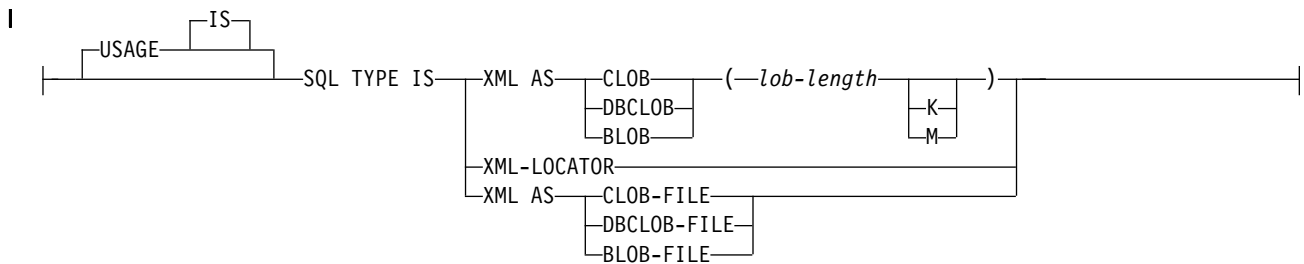 IS
USAGE
SQL TYPE IS XML AS CLOB ( lob-length )
DBCLOB K
BLOB M
XML-LOCATOR
XML AS CLOB-FILE
DBCLOB-FILE
BLOB-FILE